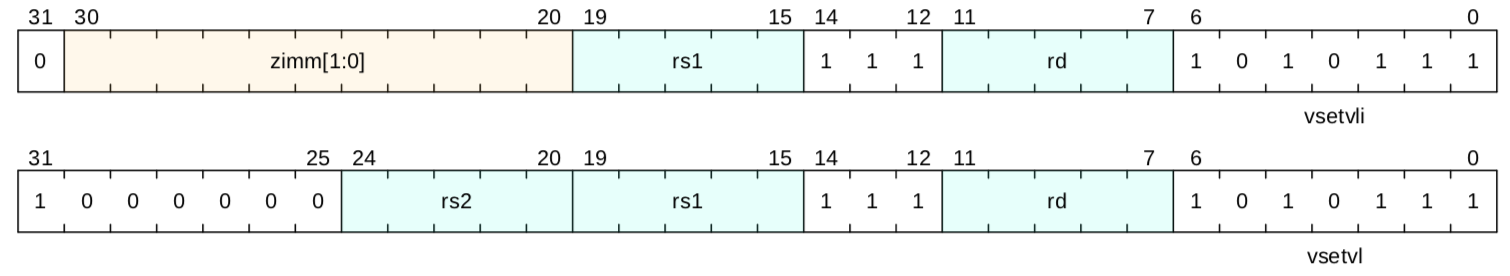 31 30 20 19 15 14 12 11 7 6 0
0 zimm[1:0] rs1 1 1 1 rd 1 0 1 0 1 1 1
vsetvli
31 25 24 20 19 15 14 12 11 7 6 0
1 0 0 0 0 0 0 rs2 rs1 1 1 1 rd 1 0 1 0 1 1 1
vsetvl